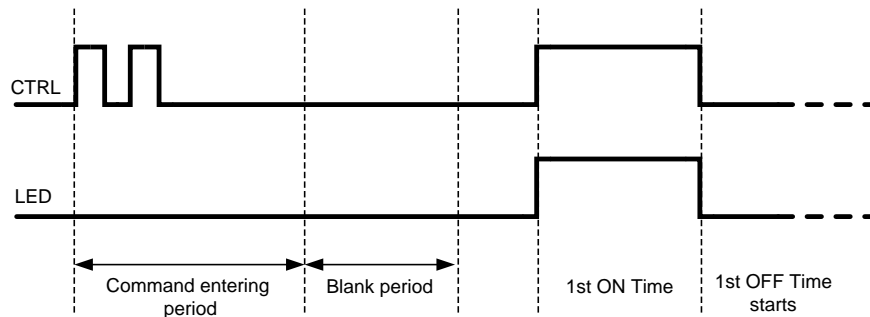 CTRL
LED
Command entering
period
Blank period
1st ON Time
1st OFF Time
starts